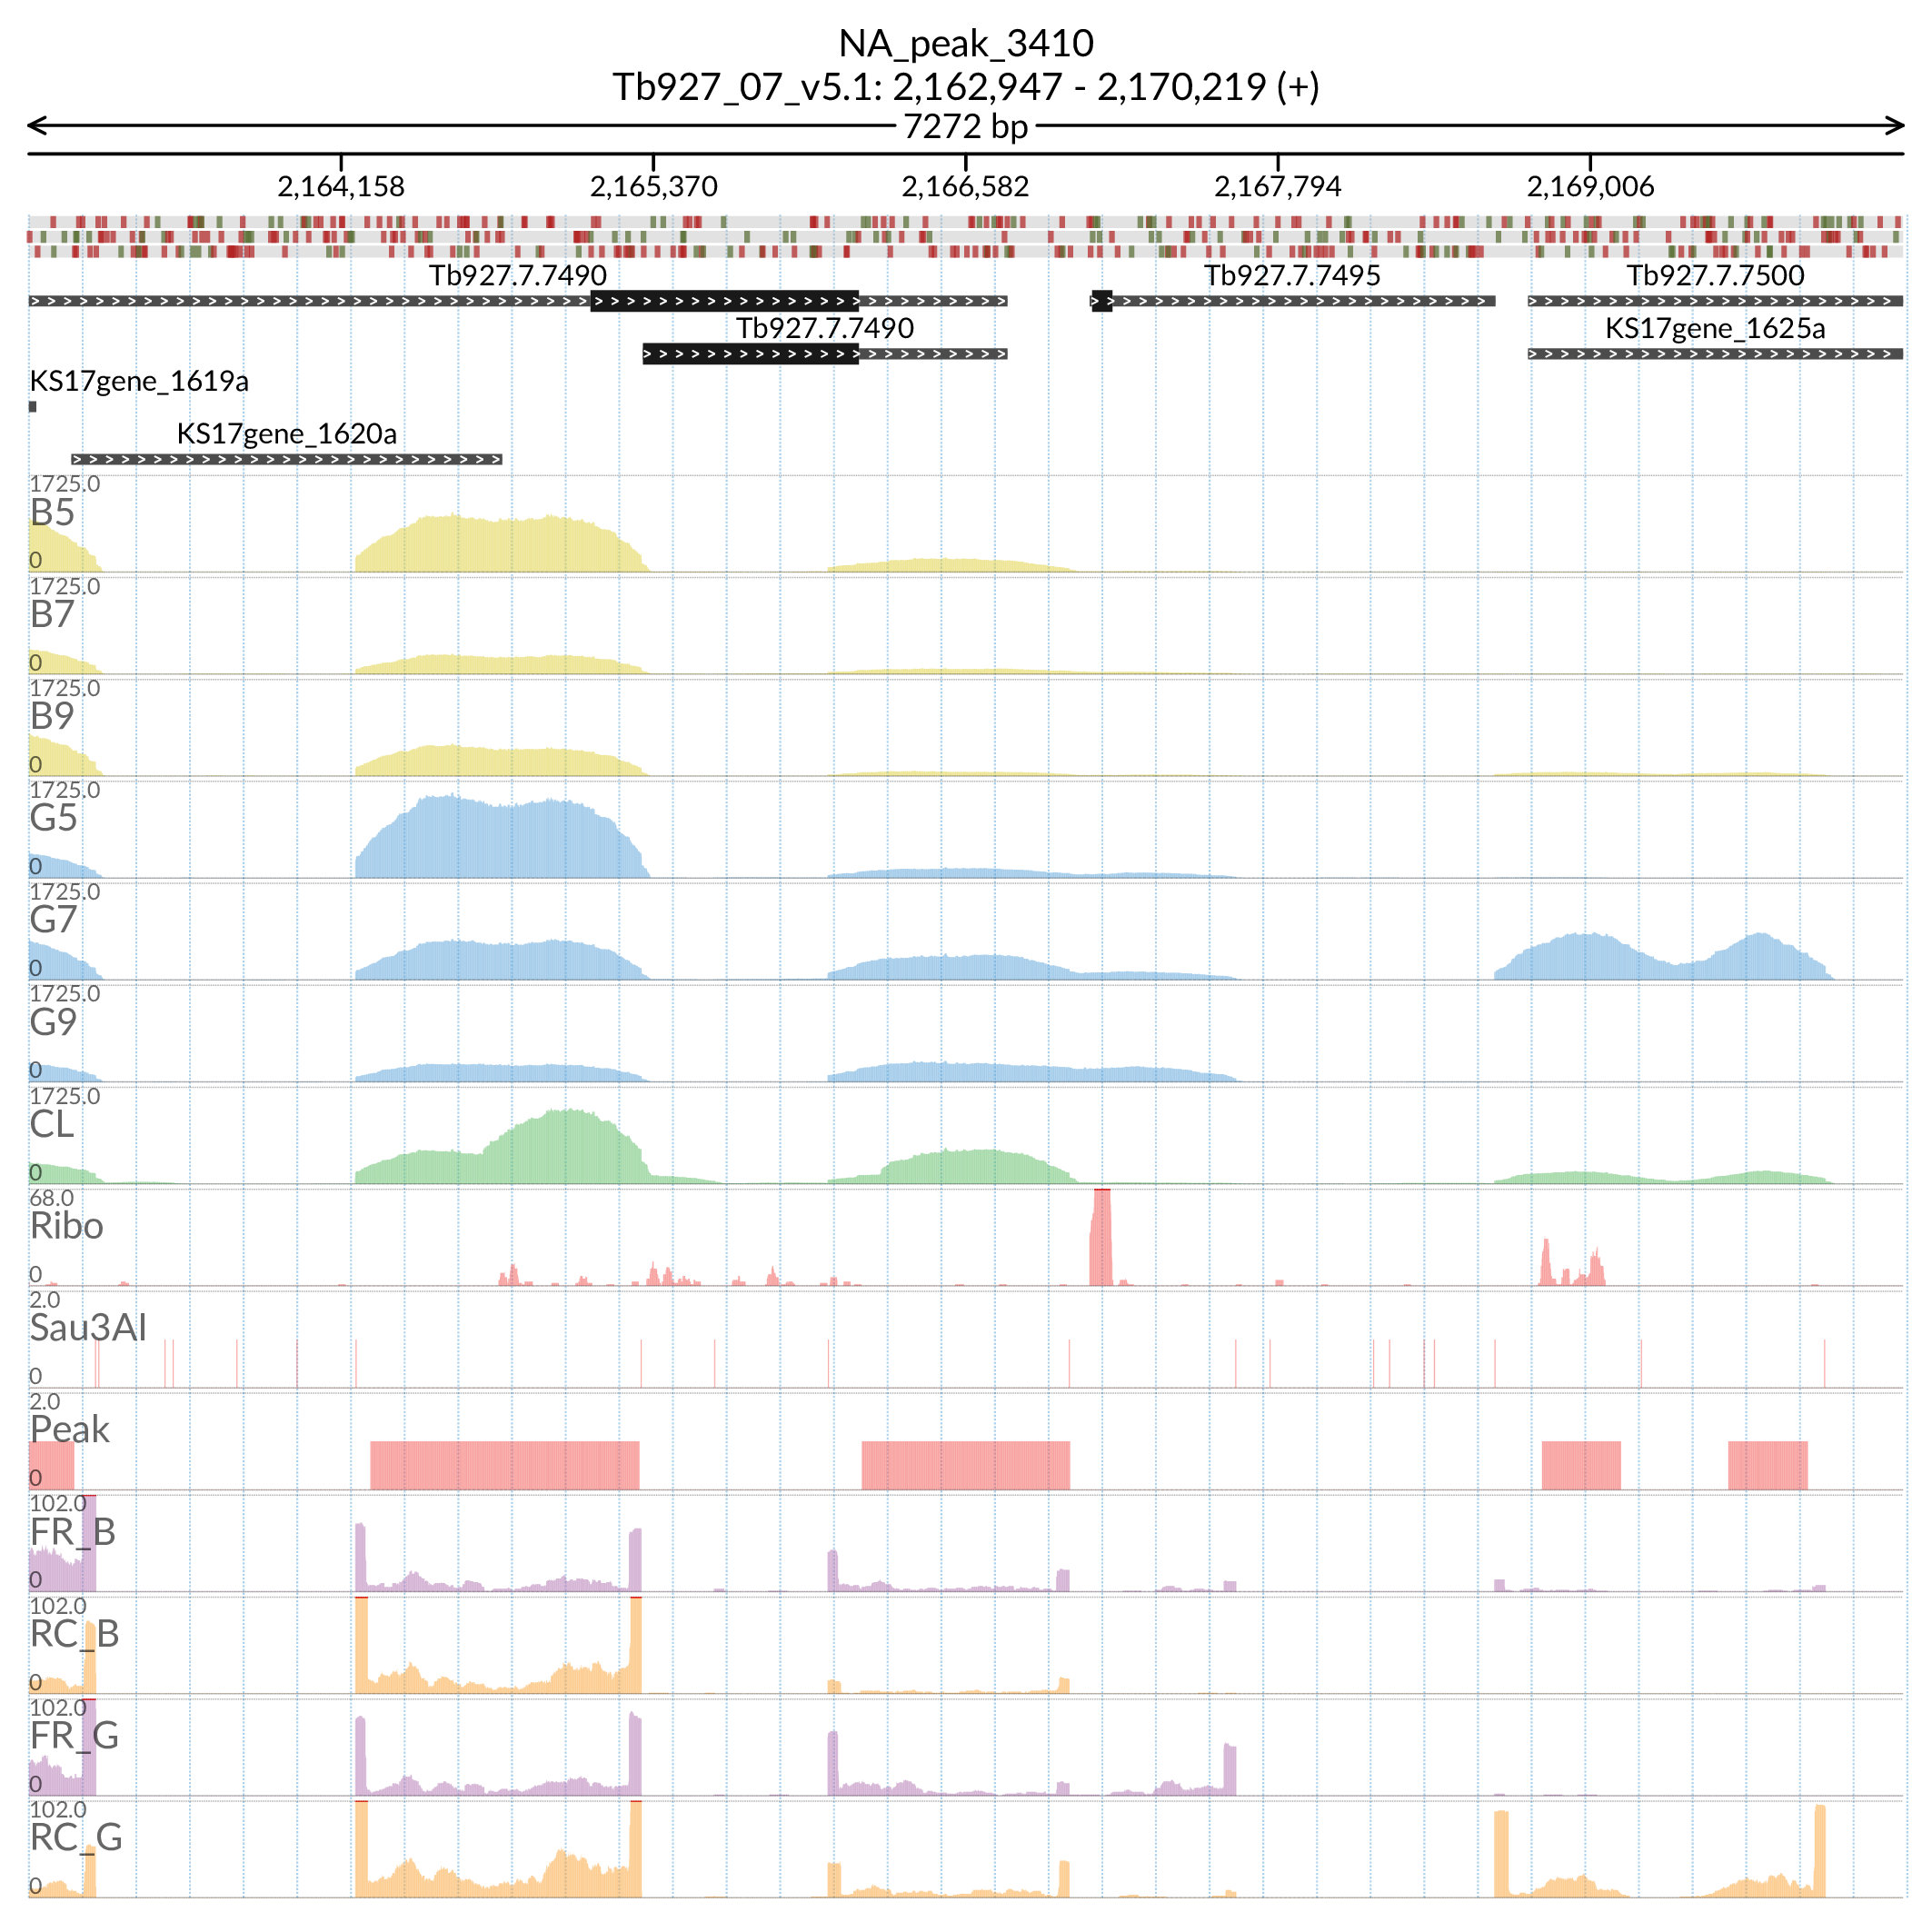 NA_peak_3410
Tb927_07_v5.1: 2,162,947 - 2,170,219 (+)
7272 bp
2,164,158 2,165,370 2,166,582 2,167,794 2,169,006
Tb927.7.7490 Tb927.7.7495 Tb927.7.7500
Tb927.7.7490 KS17gene_1625a
KS17gene_1619a
KS17gene_1620a
1725.0
B5
0
1725.0
B7
0
1725.0
B9
0
1725.0
G5
0
1725.0
G7
0
1725.0
G9
0
1725.0
CL
0
68.0
Ribo
0
2.0
Sau3AI
0
2.0
Peak
0
102.0
FR_B
0
102.0
RC_B
0
102.0
FR_G
0
102.0
RC_G
0